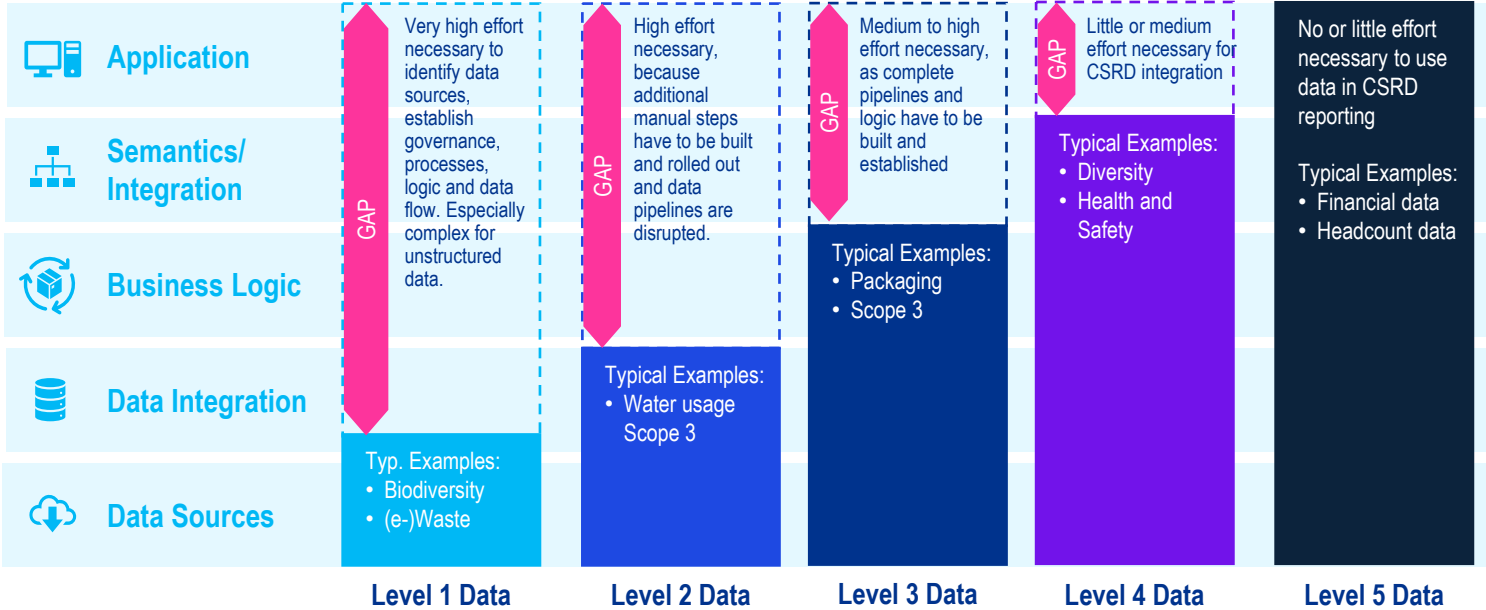 Application
Semantics/
Integration
Business Logic
Data Integration
Data Sources
GAP
Very high effort
necessary to
identify data
sources,
establish
governance,
processes,
logic and data
flow. Especially
complex for
unstructured
data.
Typ. Examples:
• Biodiversity
• (e-)Waste
Level 1 Data
GAP
High effort
necessary,
because
additional
manual steps
have to be built
and rolled out
and data
pipelines are
disrupted.
Typical Examples:
• Water usage
Scope 3
Level 2 Data
GAP
Medium to high
effort necessary,
as complete
pipelines and
logic have to be
built and
established
Typical Examples:
• Packaging
• Scope 3
Level 3 Data
GAP
Little or medium
effort necessary for
CSRD integration
Typical Examples:
• Diversity
• Health and
Safety
Level 4 Data
No or little effort
necessary to use
data in CSRD
reporting
Typical Examples:
• Financial data
• Headcount data
Level 5 Data